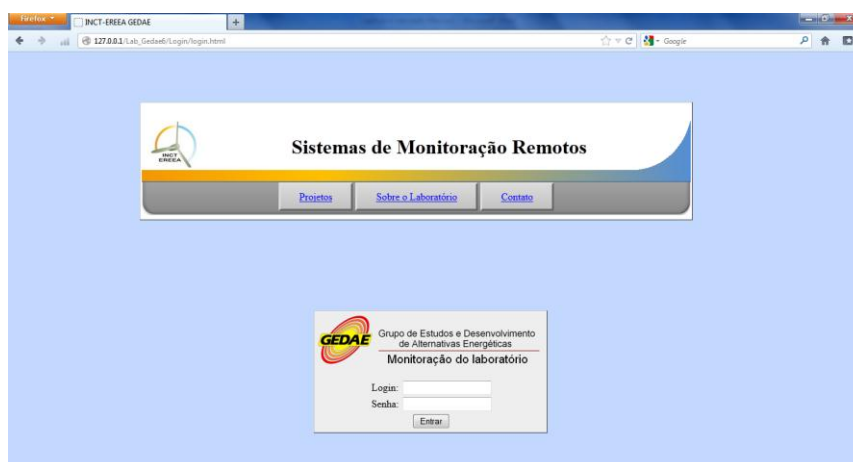 Firefox
INCT-EREEA GEDAE
127.0.0.1/Lab_Gedae6/Login/login.html
Google
INCT
EREEA
Sistemas de Monitoração Remotos
Projetos
Sobre o Laboratório
Contato
GEDAE
Grupo de Estudos e Desenvolvimento
de Alternativas Energéticas
Monitoração do laboratório
Login:
Senha:
Entrar